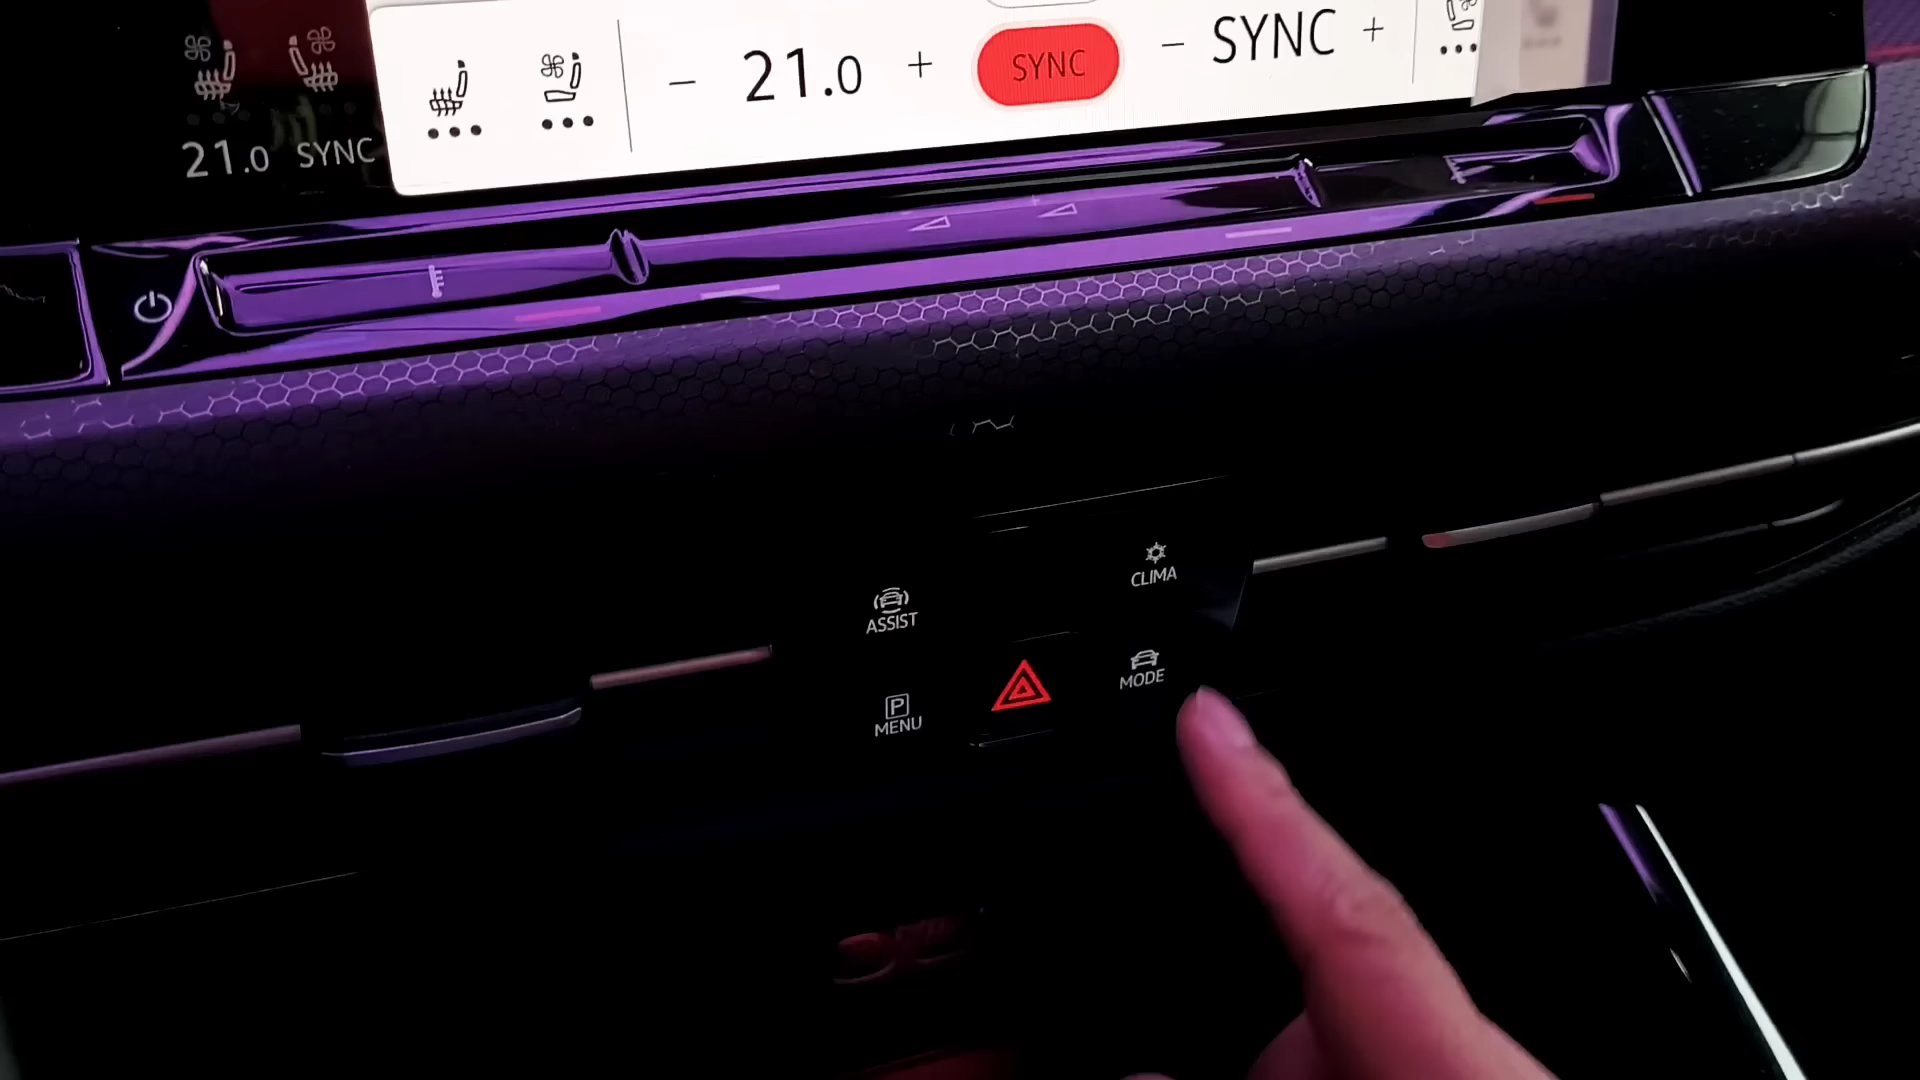 21.0 SYNC
- 21.0 + SYNC - SYNC +
CLIMA
ASSIST
MODE
P
MENU